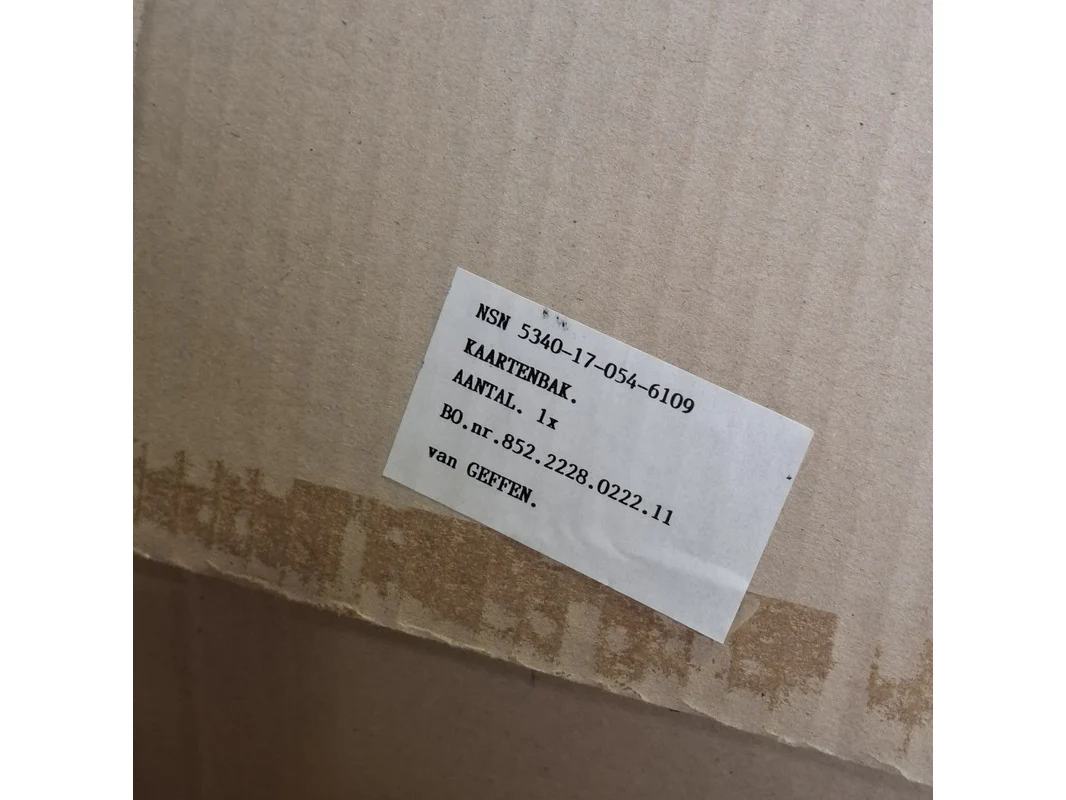 NSN 5340-17-054-6109
KAARTENBAK.
AANTAL. 1x
BO.nr.852.2228.0222.11
van GEFFEN.